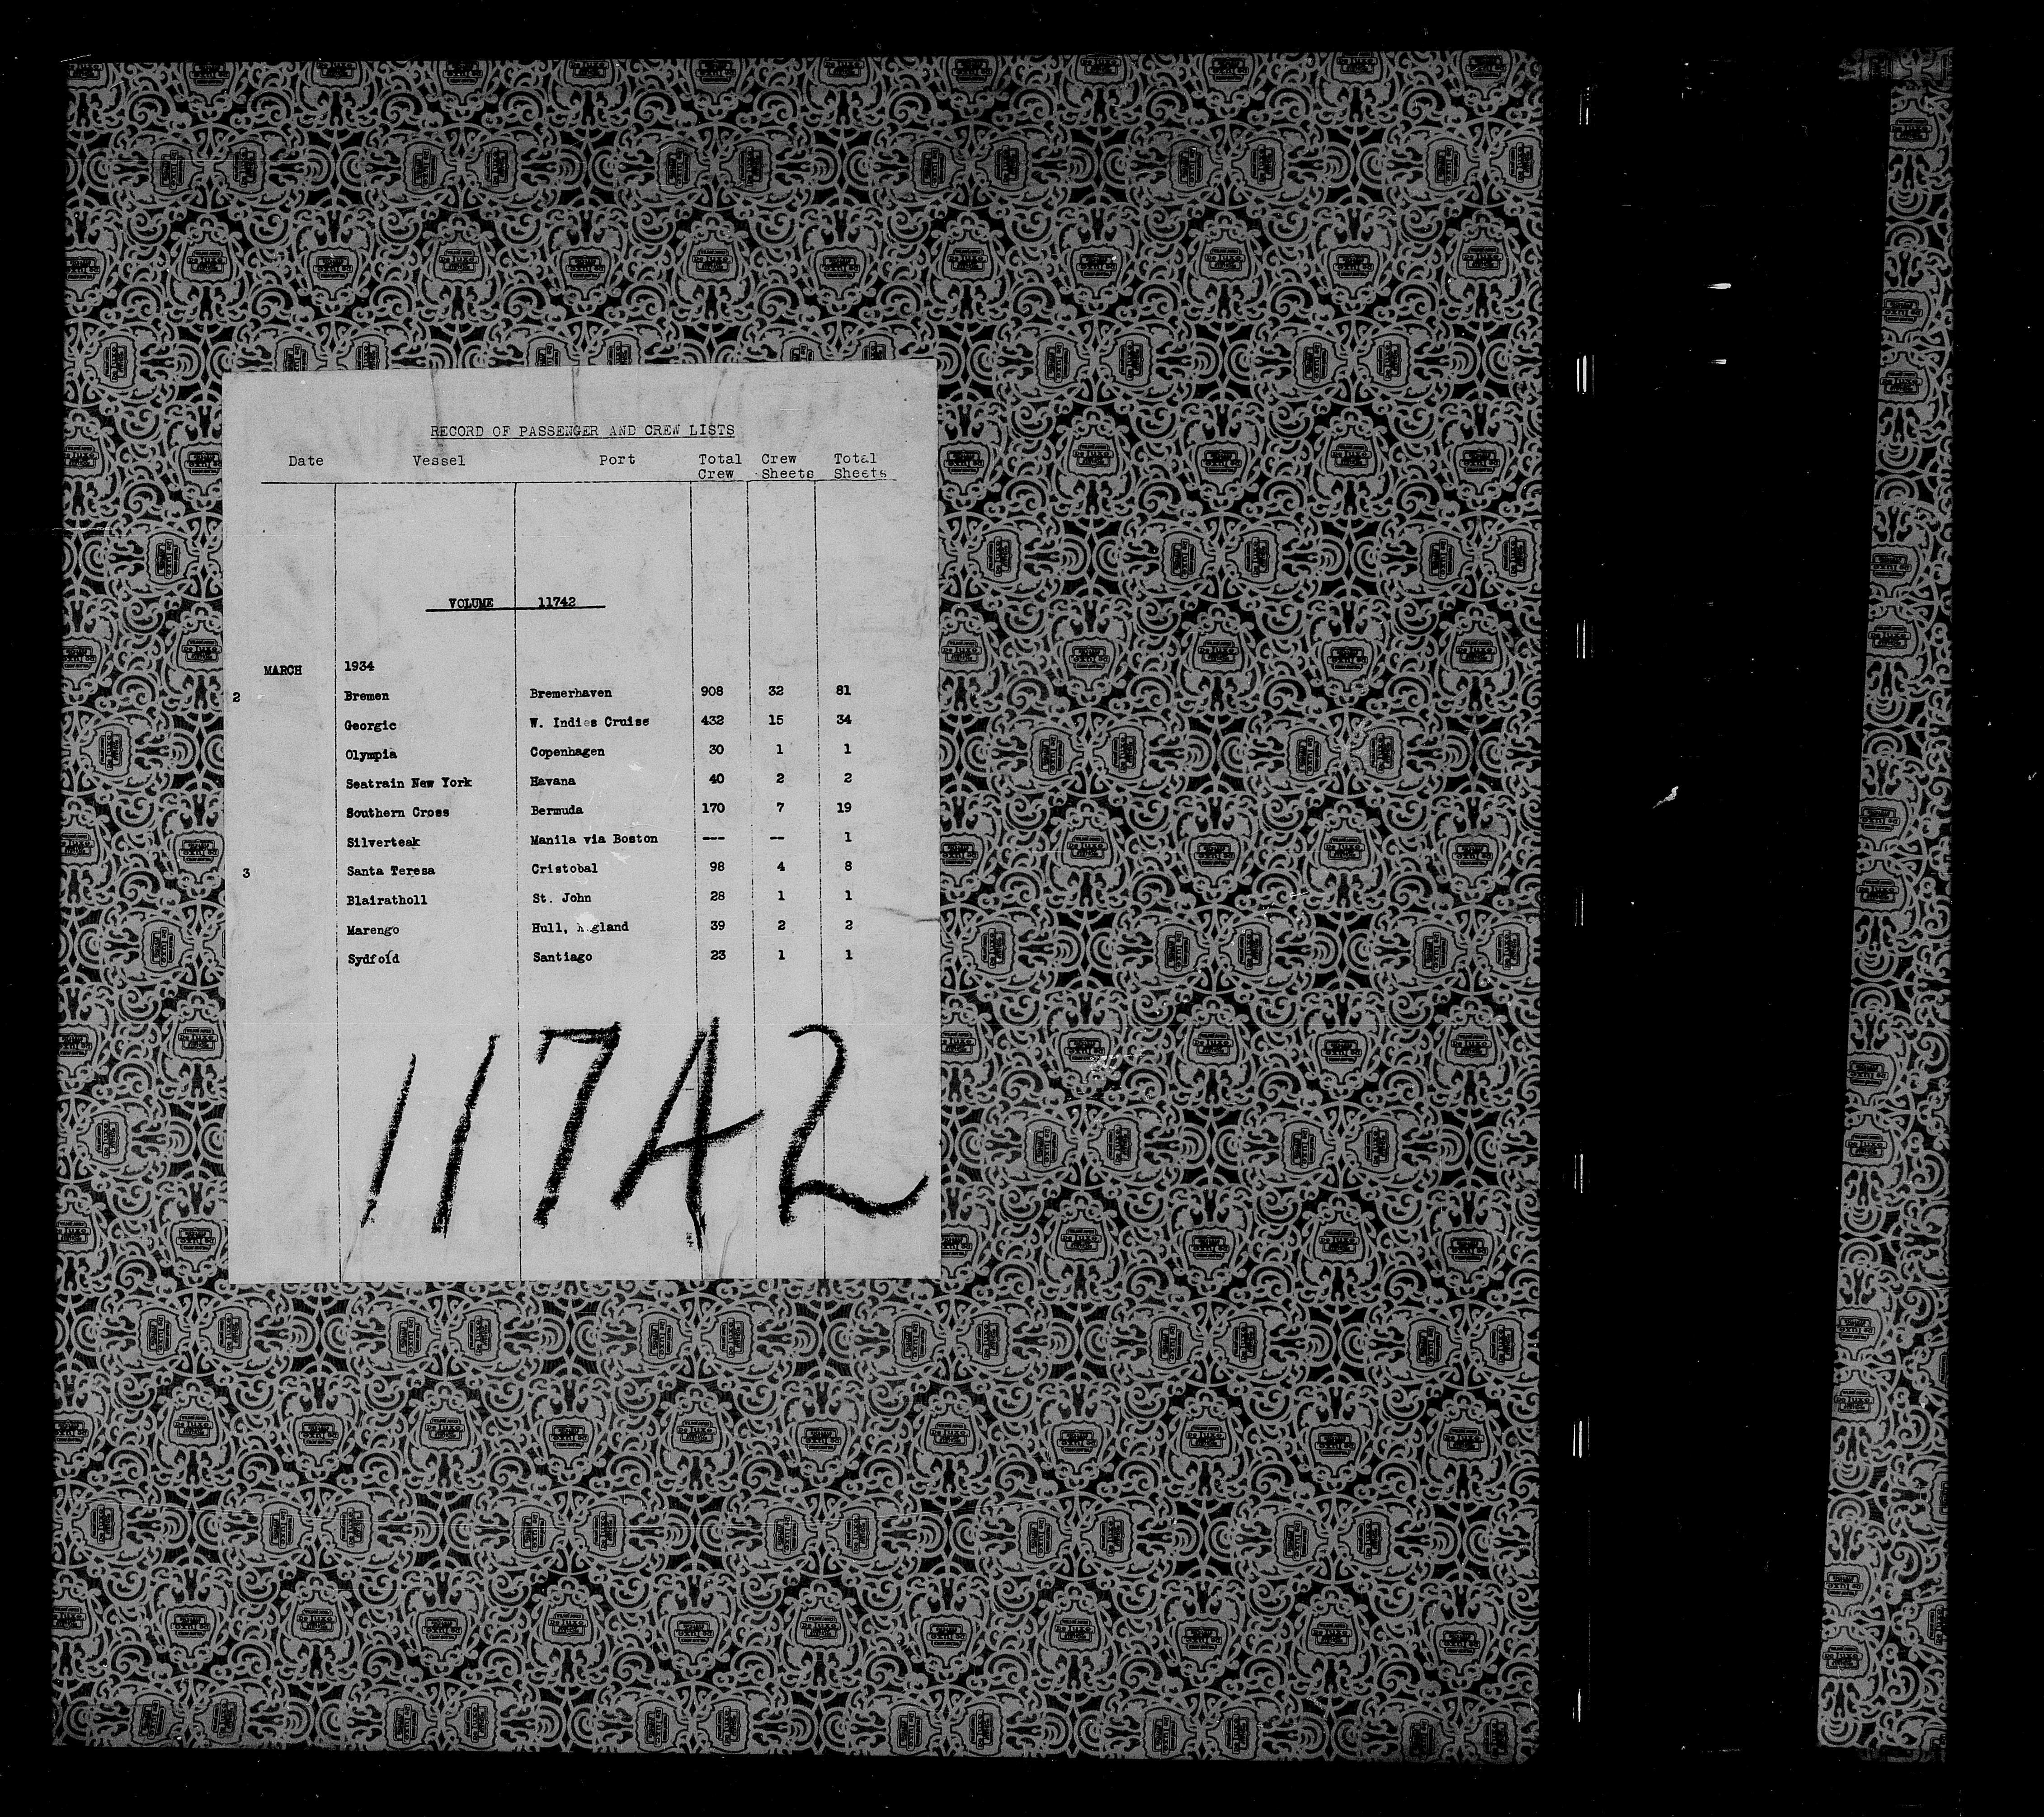 RECORD OF PASSENGER AND CREW LISTS
Date Vessel Port Total Crew Crew Sheets Total Sheets
VOLUME 11742
MARCH 1934
2 Bremen Bremerhaven 908 32 81
Georgic W. Indies Cruise 432 15 34
Olympia Copenhagen 30 1 1
Seatrain New York Havana 40 2 2
Southern Cross Bermuda 170 7 19
Silverteak Manila via Boston --- -- 1
3 Santa Teresa Cristobal 98 4 8
Blairatholl St. John 28 1 1
Marengo Hull, England 39 2 2
Sydfold Santiago 23 1 1
11742